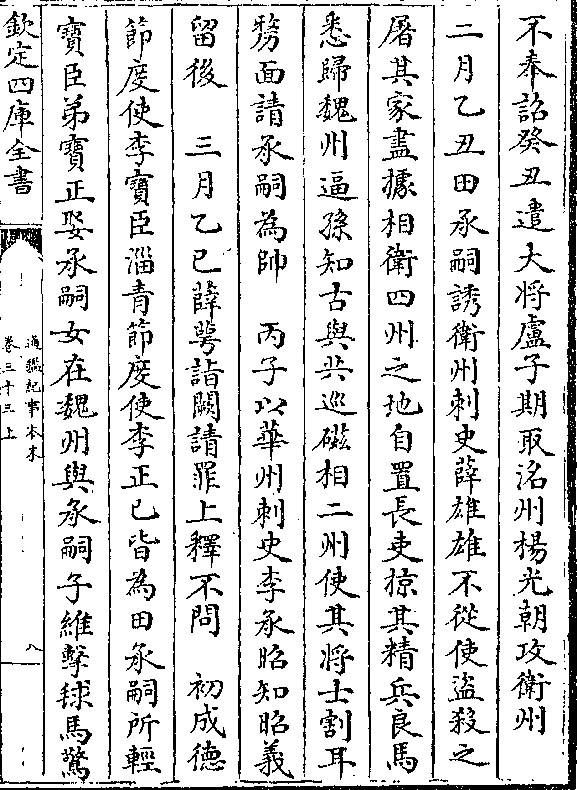 不奉詔癸丑遣大将盧子期取洺州楊光朝攻衛州
二月乙丑田承嗣誘衛州刺史薛雄雄不從使盜殺之
屠其家盡據相衛四州之地自置長吏掠其精兵良馬
悉歸魏州逼孫知古與共巡磁相二州使其将士割耳
剺面請承嗣為帥　丙子以華州刺史李承昭知昭義
留後　三月乙巳薛㟧詣闕請罪上釋不問　初成德
節度使李寶臣淄青節度使李正己皆為田承嗣所輕
寶臣弟寶正娶承嗣女在魏州與承嗣子維擊毬馬驚
欽定四庫全書
通鑑紀事本末
卷三十三上
八